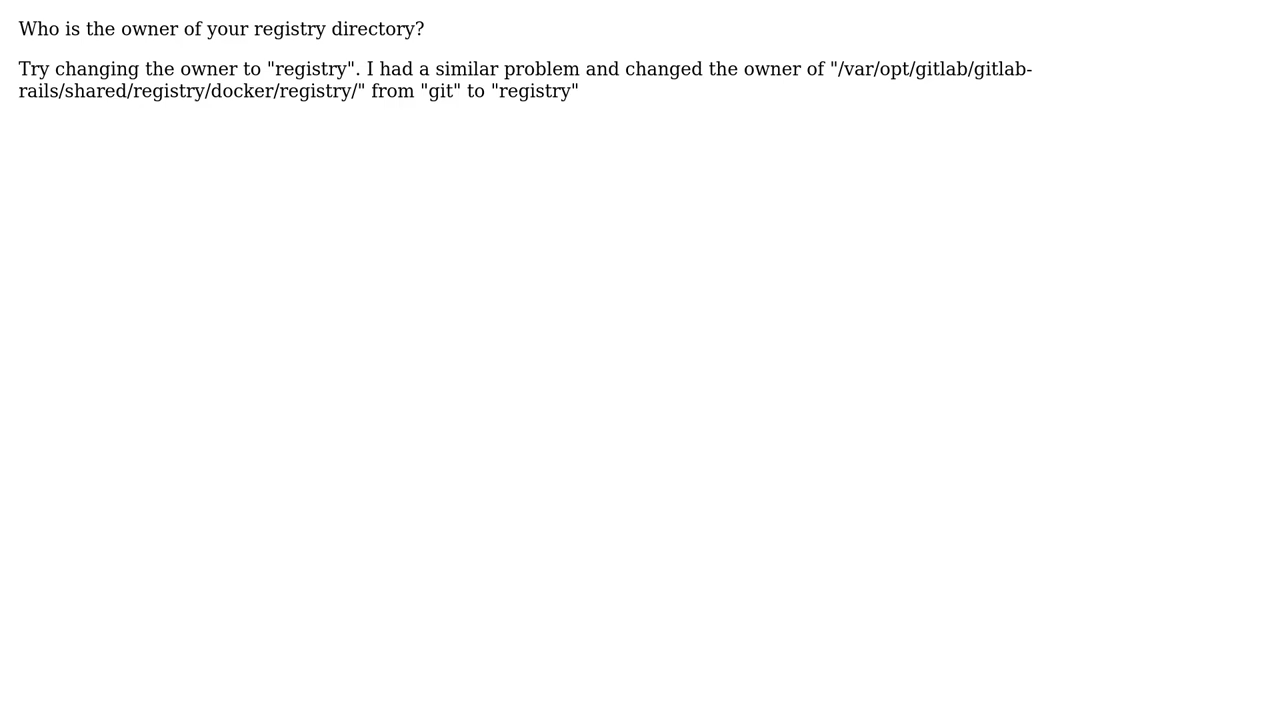 Who is the owner of your registry directory?
Try changing the owner to "registry". I had a similar problem and changed the owner of "/var/opt/gitlab/gitlab-
rails/shared/registry/docker/registry/" from "git" to "registry"